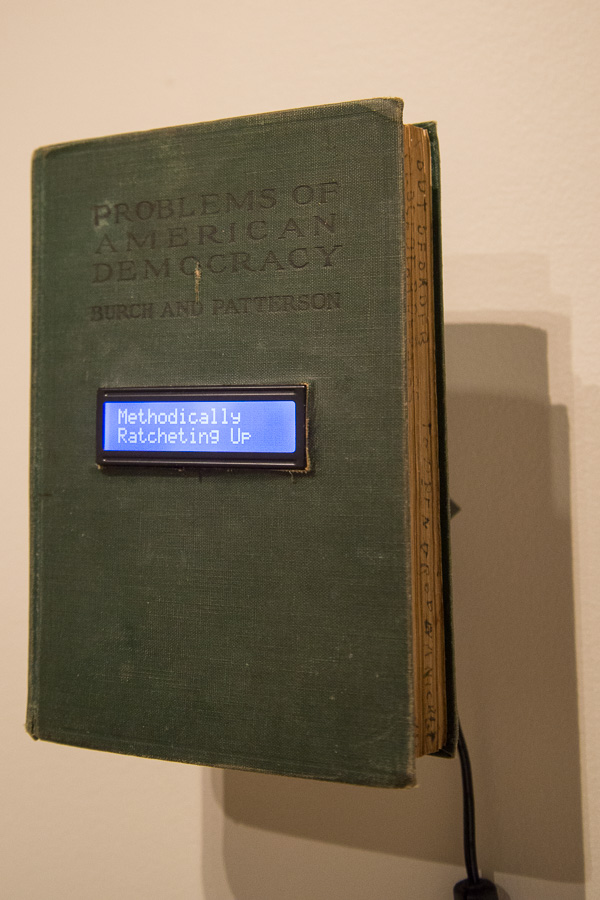 PROBLEMS OF
AMERICAN
DEMOCRACY
BURCH AND PATTERSON
Methodically
Ratcheting Up